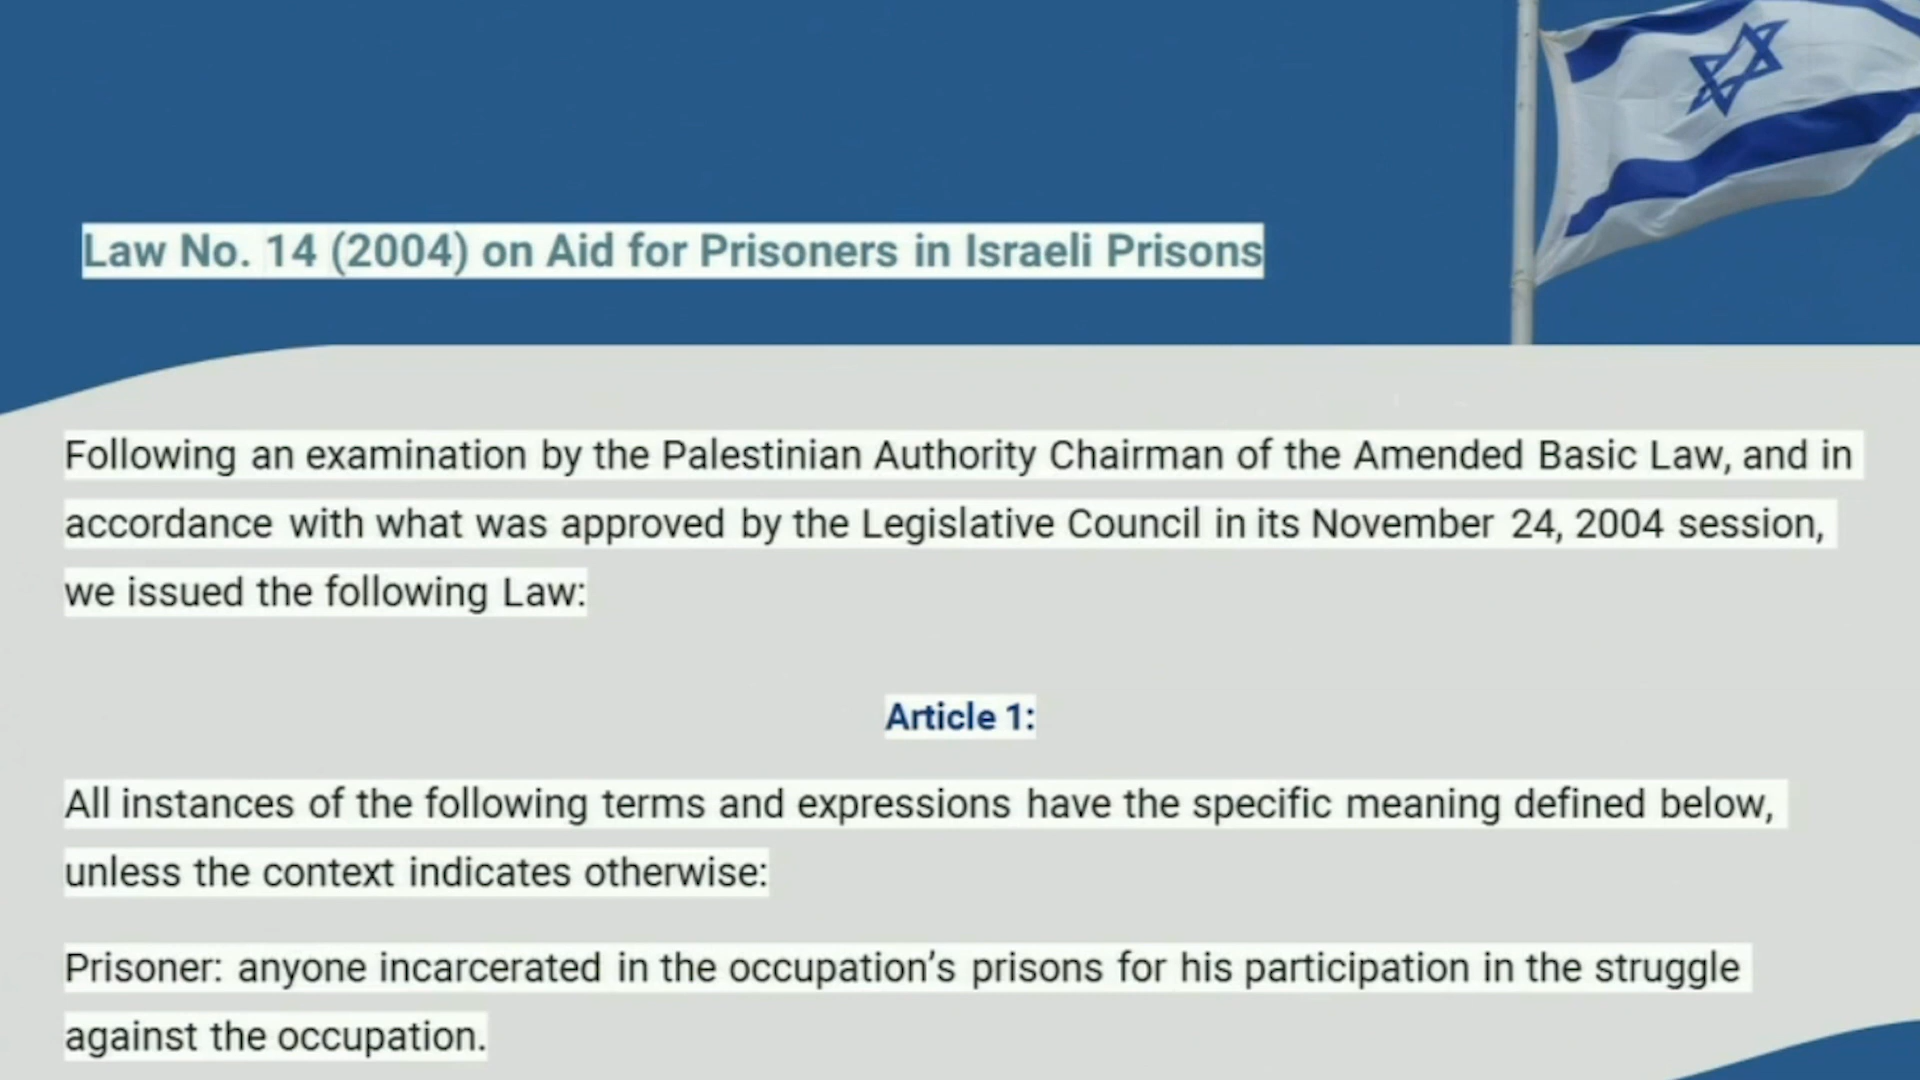 Law No. 14 (2004) on Aid for Prisoners in Israeli Prisons
Following an examination by the Palestinian Authority Chairman of the Amended Basic Law, and in
accordance with what was approved by the Legislative Council in its November 24, 2004 session,
we issued the following Law:
Article 1:
All instances of the following terms and expressions have the specific meaning defined below,
unless the context indicates otherwise:
Prisoner: anyone incarcerated in the occupation’s prisons for his participation in the struggle
against the occupation.